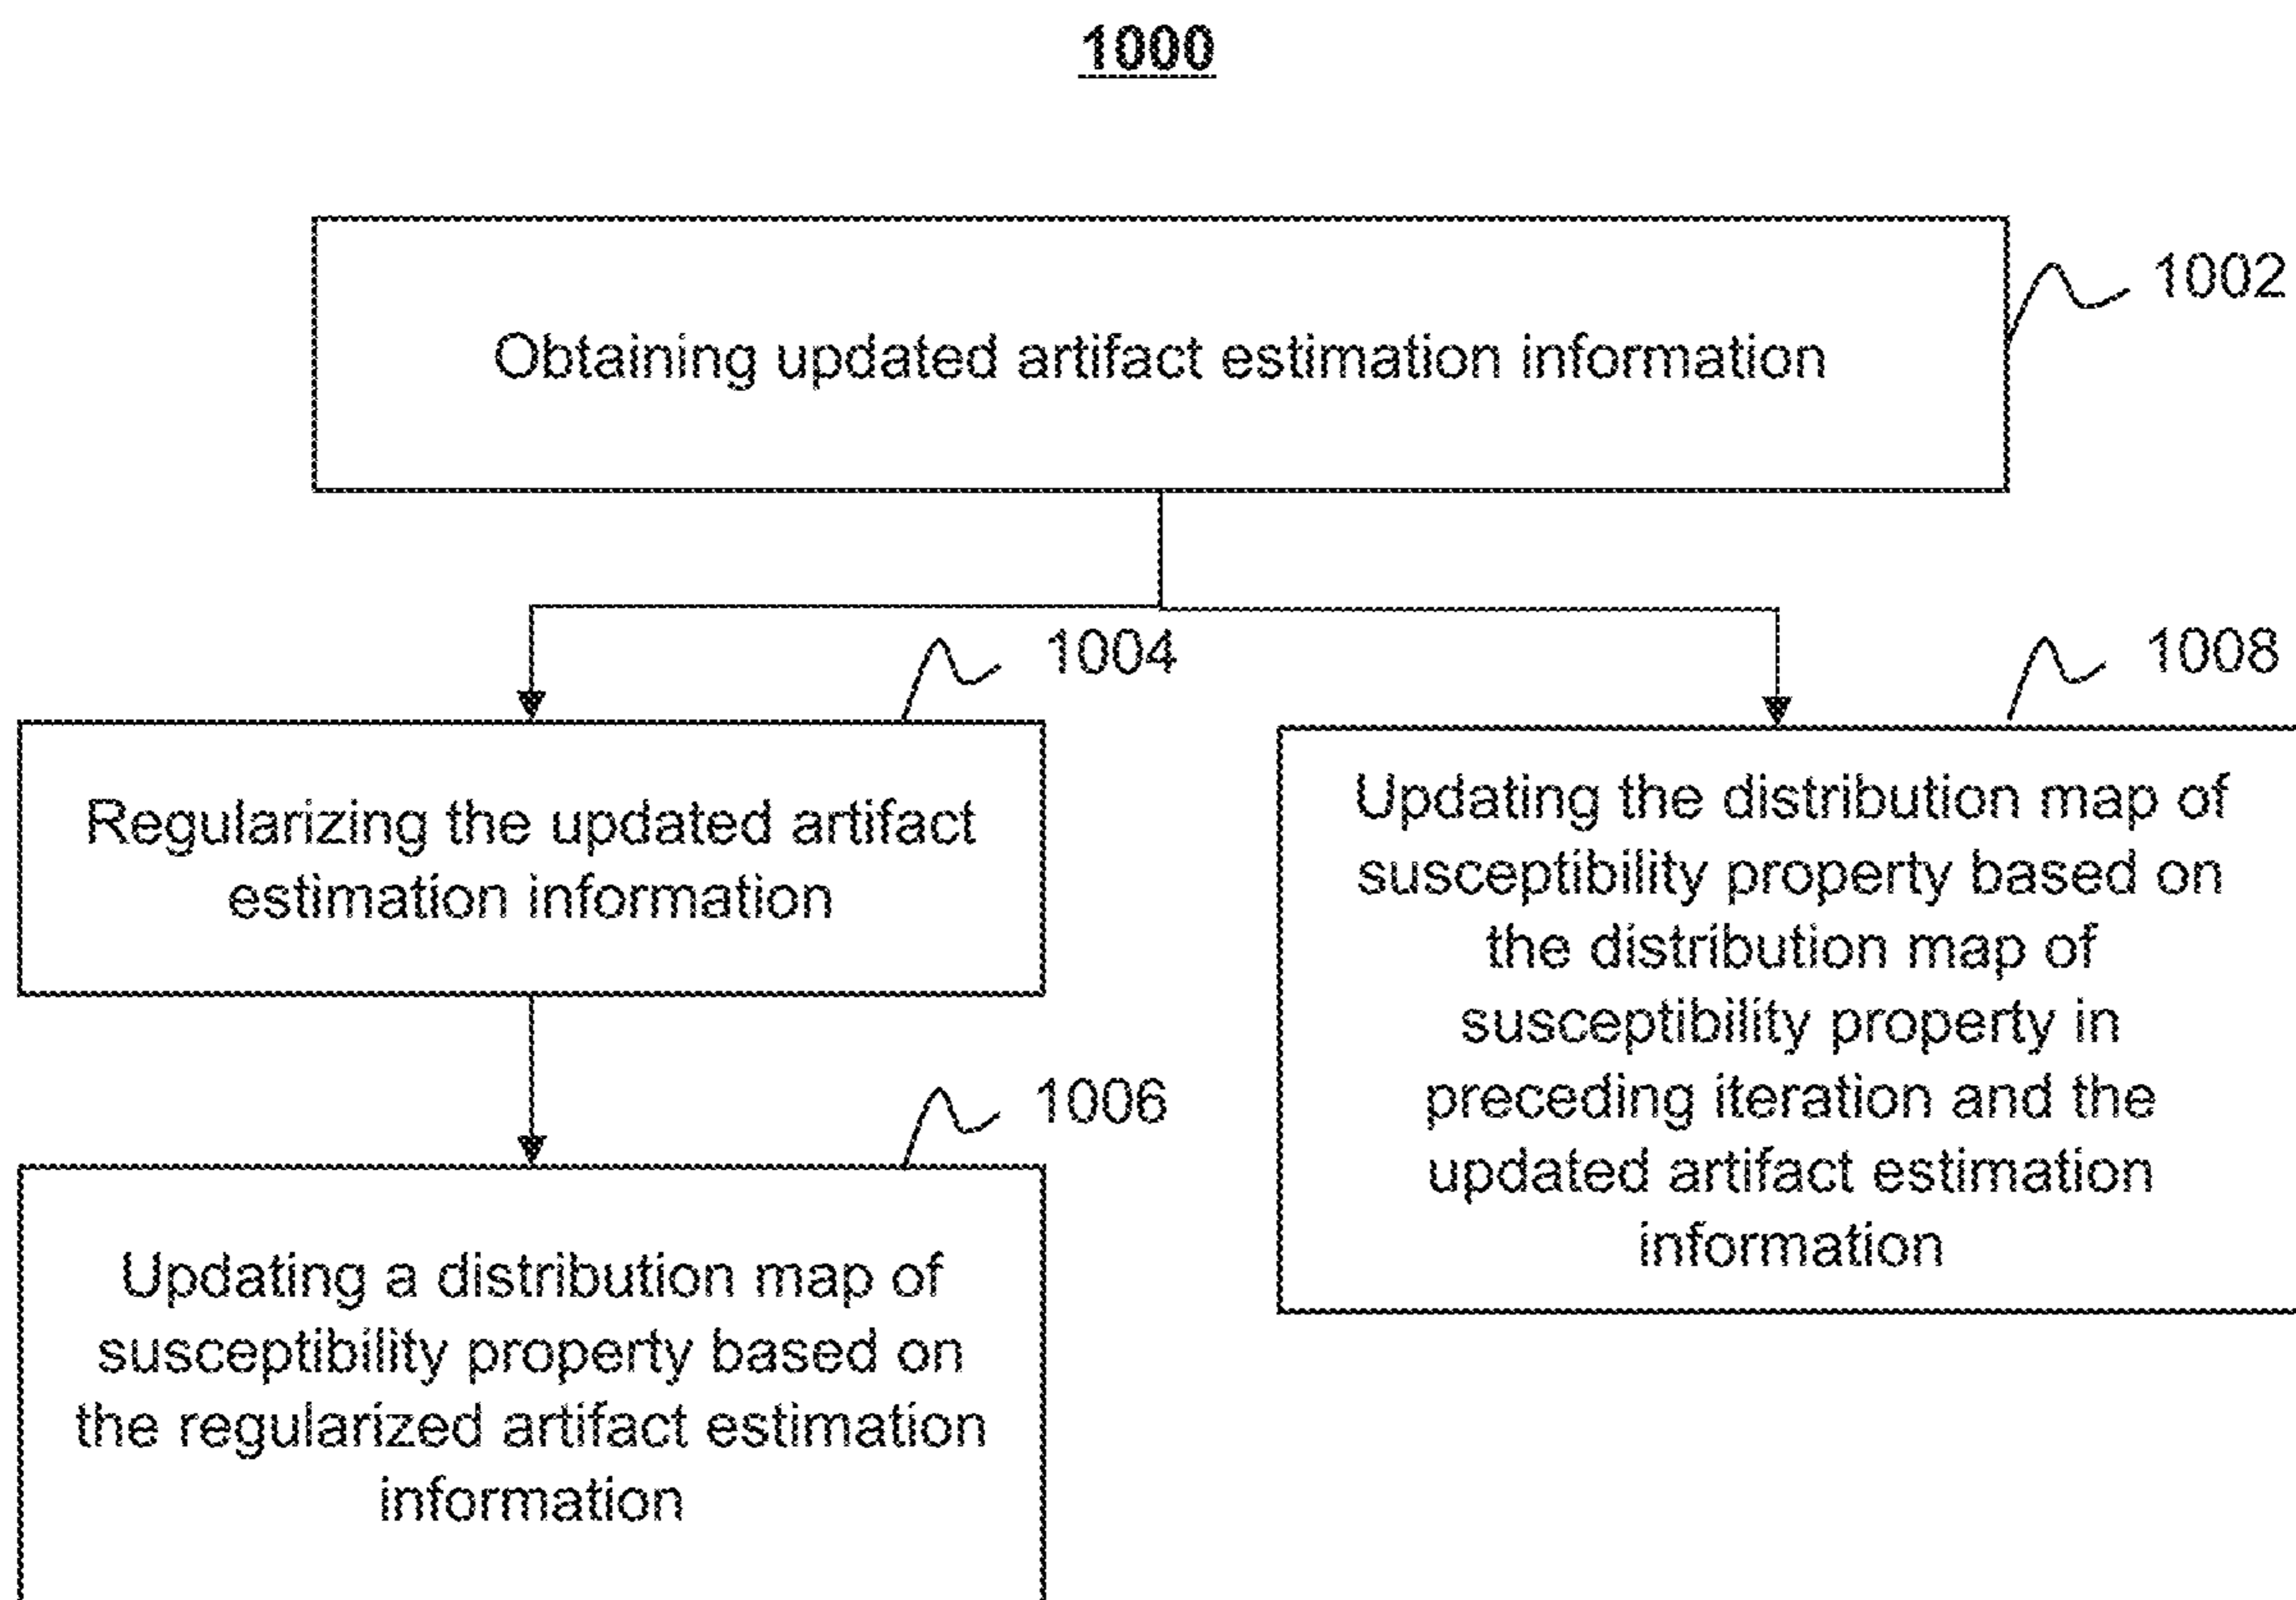 1000
1002
Obtaining updated artifact estimation information
1004
Regularizing the updated artifact
estimation information
1006
Updating a distribution map of
susceptibility property based on
the regularized artifact estimation
information
1008
Updating the distribution map of
susceptibility property based on
the distribution map of
susceptibility property in
preceding iteration and the
updated artifact estimation
information